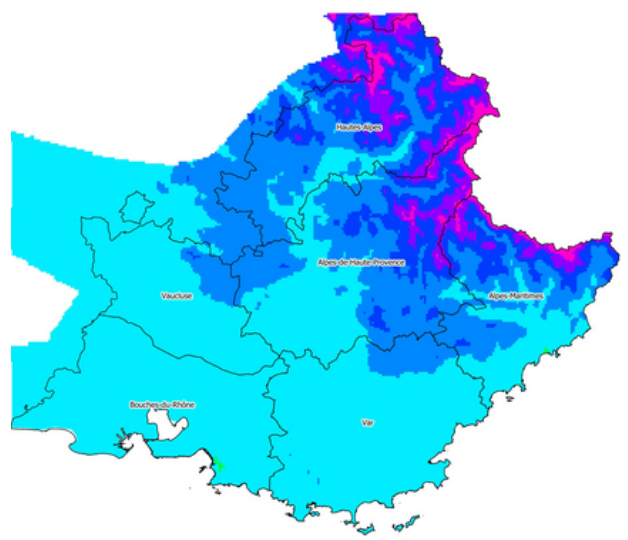 Hautes-Alpes
Alpes-de-Haute-Provence
Vaucluse
Alpes-Maritimes
Bouches-du-Rhône
Var